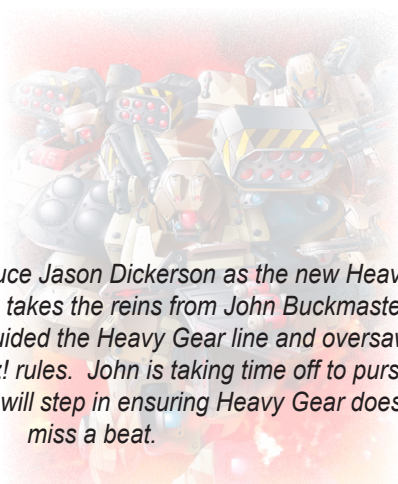 uce Jason Dickerson as the new Heav
takes the reins from John Buckmaste
uided the Heavy Gear line and oversav
! rules. John is taking time off to purs
will step in ensuring Heavy Gear does
miss a beat.